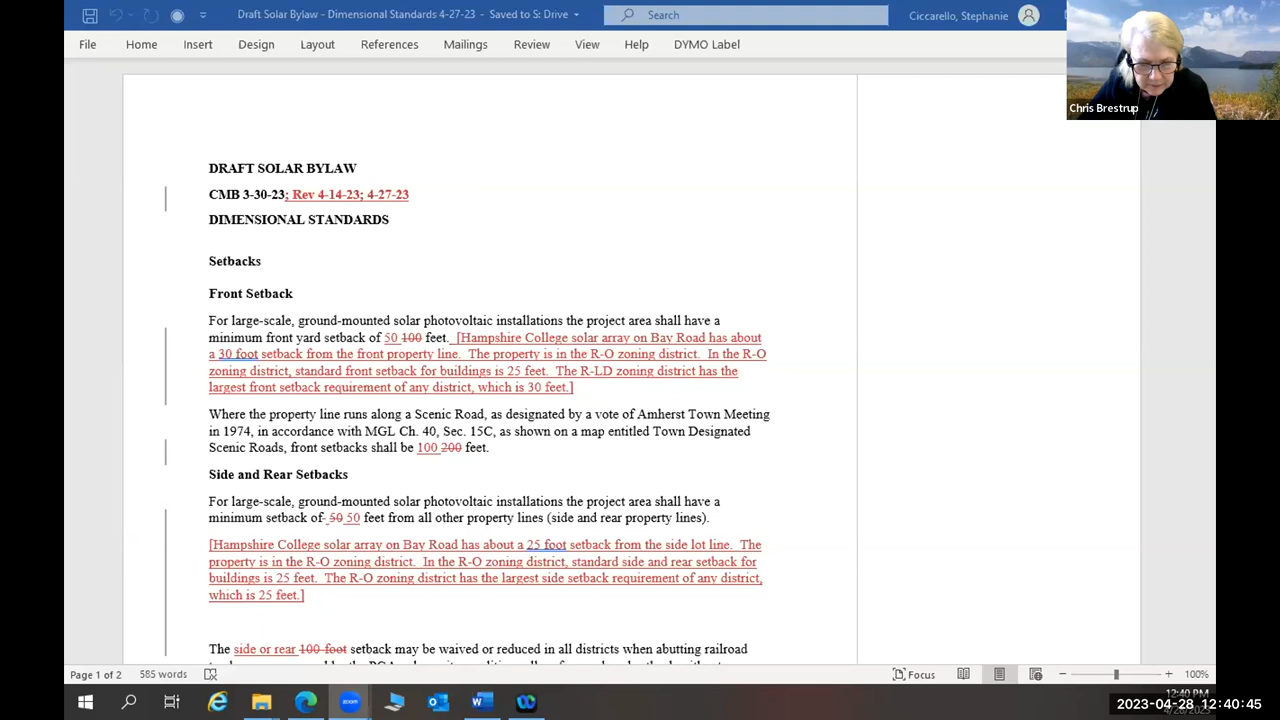 Draft Solar Bylaw - Dimensional Standards 4-27-23 - Saved to S: Drive
Search
Ciccarello, Stephanie
File Home Insert Design Layout References Mailings Review View Help DYMO Label
Chris Brestrup
DRAFT SOLAR BYLAW
CMB 3-30-23; Rev 4-14-23; 4-27-23
DIMENSIONAL STANDARDS
Setbacks
Front Setback
For large-scale, ground-mounted solar photovoltaic installations the project area shall have a
minimum front yard setback of 50 100 feet. [Hampshire College solar array on Bay Road has about
a 30 foot setback from the front property line. The property is in the R-O zoning district. In the R-O
zoning district, standard front setback for buildings is 25 feet. The R-LD zoning district has the
largest front setback requirement of any district, which is 30 feet.]
Where the property line runs along a Scenic Road, as designated by a vote of Amherst Town Meeting
in 1974, in accordance with MGL Ch. 40, Sec. 15C, as shown on a map entitled Town Designated
Scenic Roads, front setbacks shall be 100 200 feet.
Side and Rear Setbacks
For large-scale, ground-mounted solar photovoltaic installations the project area shall have a
minimum setback of 50 50 feet from all other property lines (side and rear property lines).
[Hampshire College solar array on Bay Road has about a 25 foot setback from the side lot line. The
property is in the R-O zoning district. In the R-O zoning district, standard side and rear setback for
buildings is 25 feet. The R-O zoning district has the largest side setback requirement of any district,
which is 25 feet.]
The side or rear 100 foot setback may be waived or reduced in all districts when abutting railroad
Page 1 of 2 585 words Focus 100%
12:40 PM
2023-04-28 12:40:45